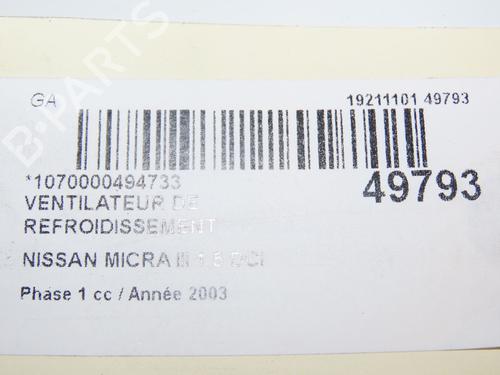 GA
19211101 49793
*1070000494733
49793
VENTILATEUR DE
REFROIDISSEMENT
NISSAN MICRA III 1.5 DCI
Phase 1 cc / Année 2003
B-PARTS